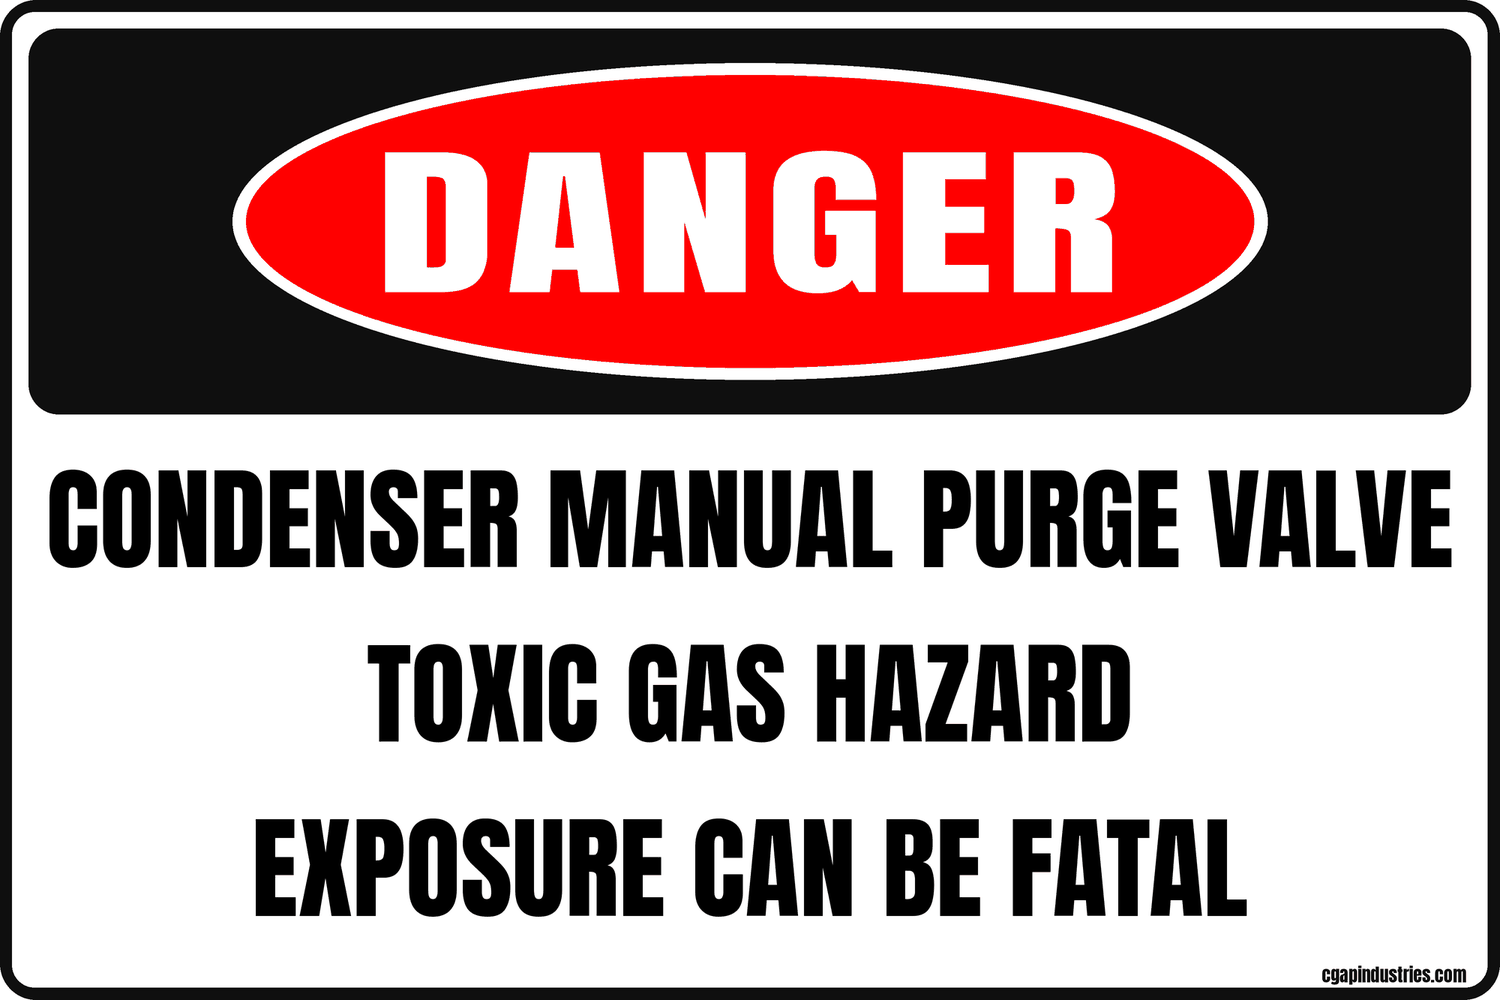 DANGER
CONDENSER MANUAL PURGE VALVE
TOXIC GAS HAZARD
EXPOSURE CAN BE FATAL
cgapindustries.com